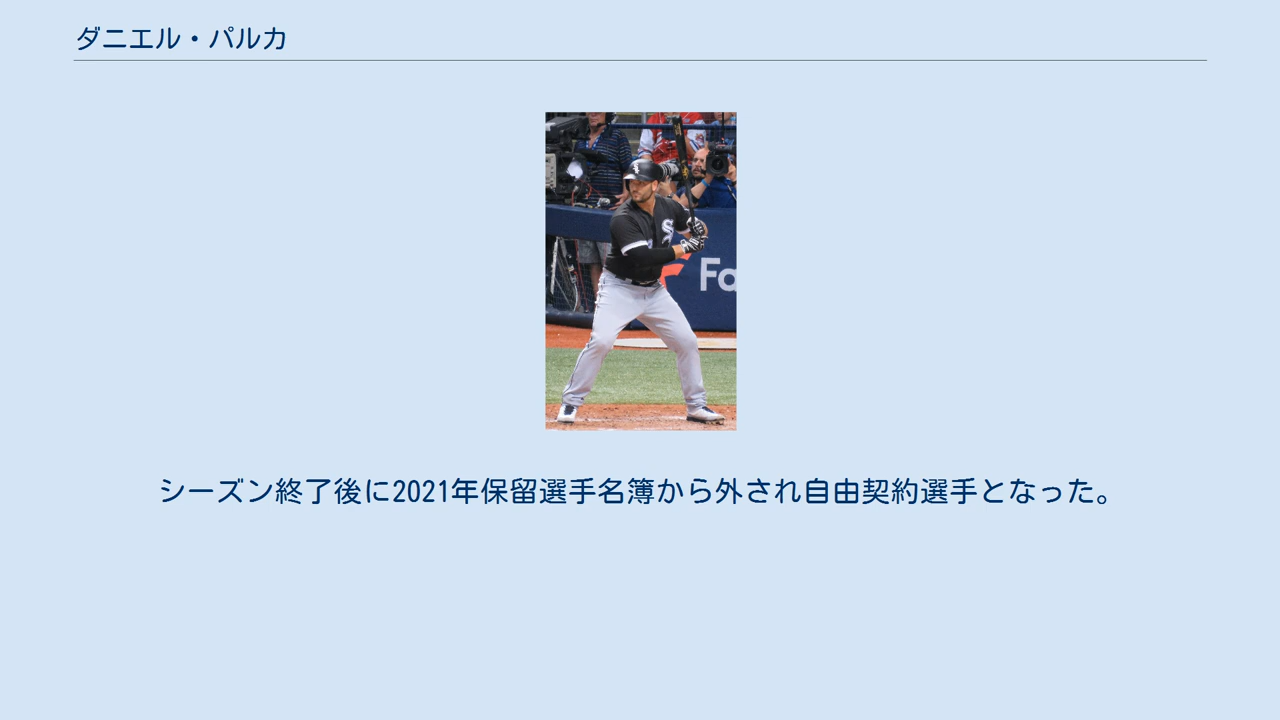 ダニエル・パルカ
Fa
シーズン終了後に2021年保留選手名簿から外され自由契約選手となった。